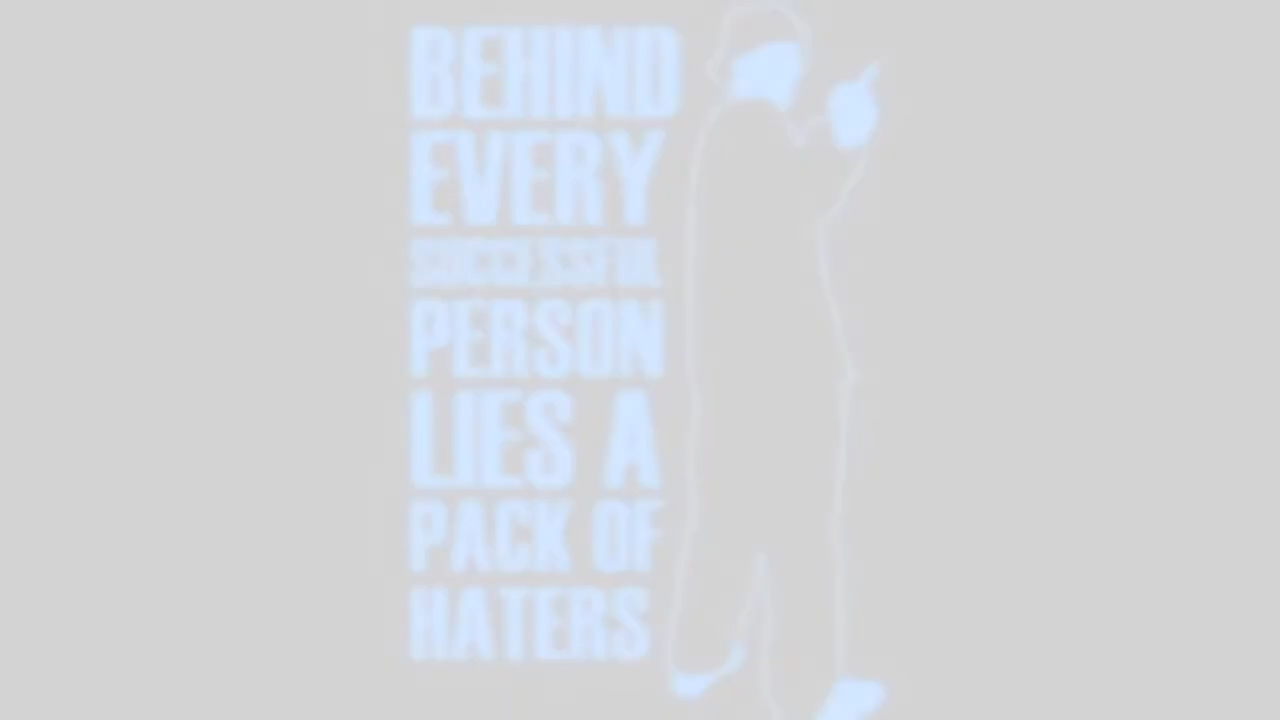 BEHIND
EVERY
SUCCESSFUL
PERSON
LIES A
PACK OF
HATERS